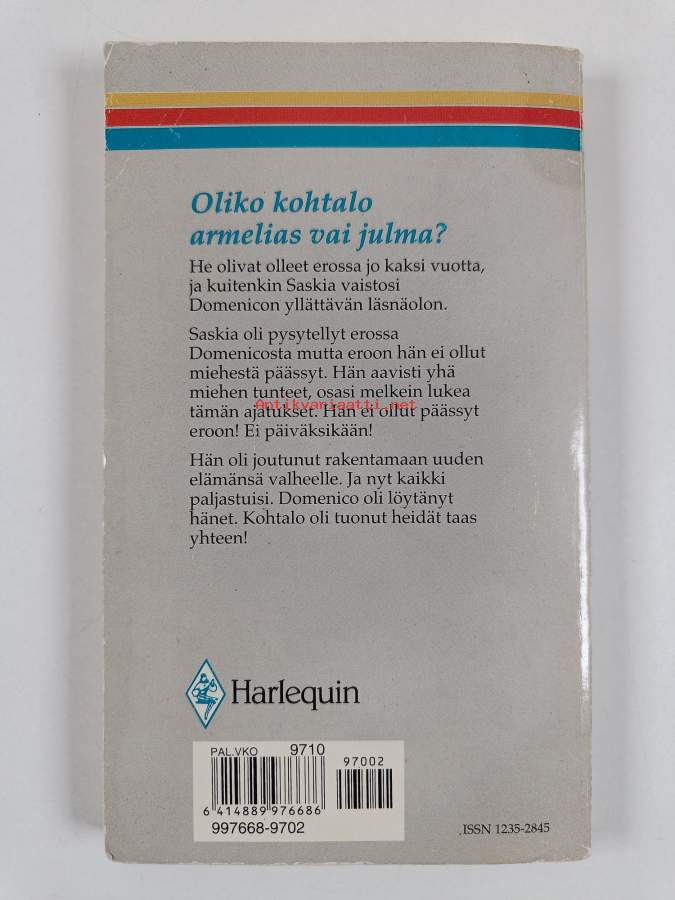 Oliko kohtalo
armelias vai julma?
He olivat olleet erossa jo kaksi vuotta,
ja kuitenkin Saskia vaistosi
Domenicon yllättävän läsnäolon.
Saskia oli pysytellyt erossa
Domenicosta mutta eroon hän ei ollut
miehestä päässyt. Hän aavisti yhä
miehen tunteet, osasi melkein lukea
Antikvariaatti.net
tämän ajatukset. Hän ei ollut päässyt
eroon! Ei päiväksikään!
Hän oli joutunut rakentamaan uuden
elämänsä valheelle. Ja nyt kaikki
paljastuisi. Domenico oli löytänyt
hänet. Kohtalo oli tuonut heidät taas
yhteen!
Harlequin
PAL.VKO 9710
97002
6 414889 976686
997668-9702
ISSN 1235-2845